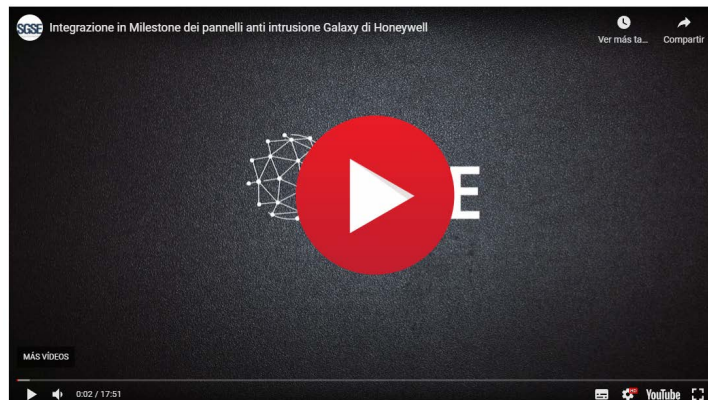 SGSE
Integrazione in Milestone dei pannelli anti intrusione Galaxy di Honeywell
Ver más ta...
Compartir
E
MÁS VÍDEOS
0:02 / 17:51
HD
YouTube